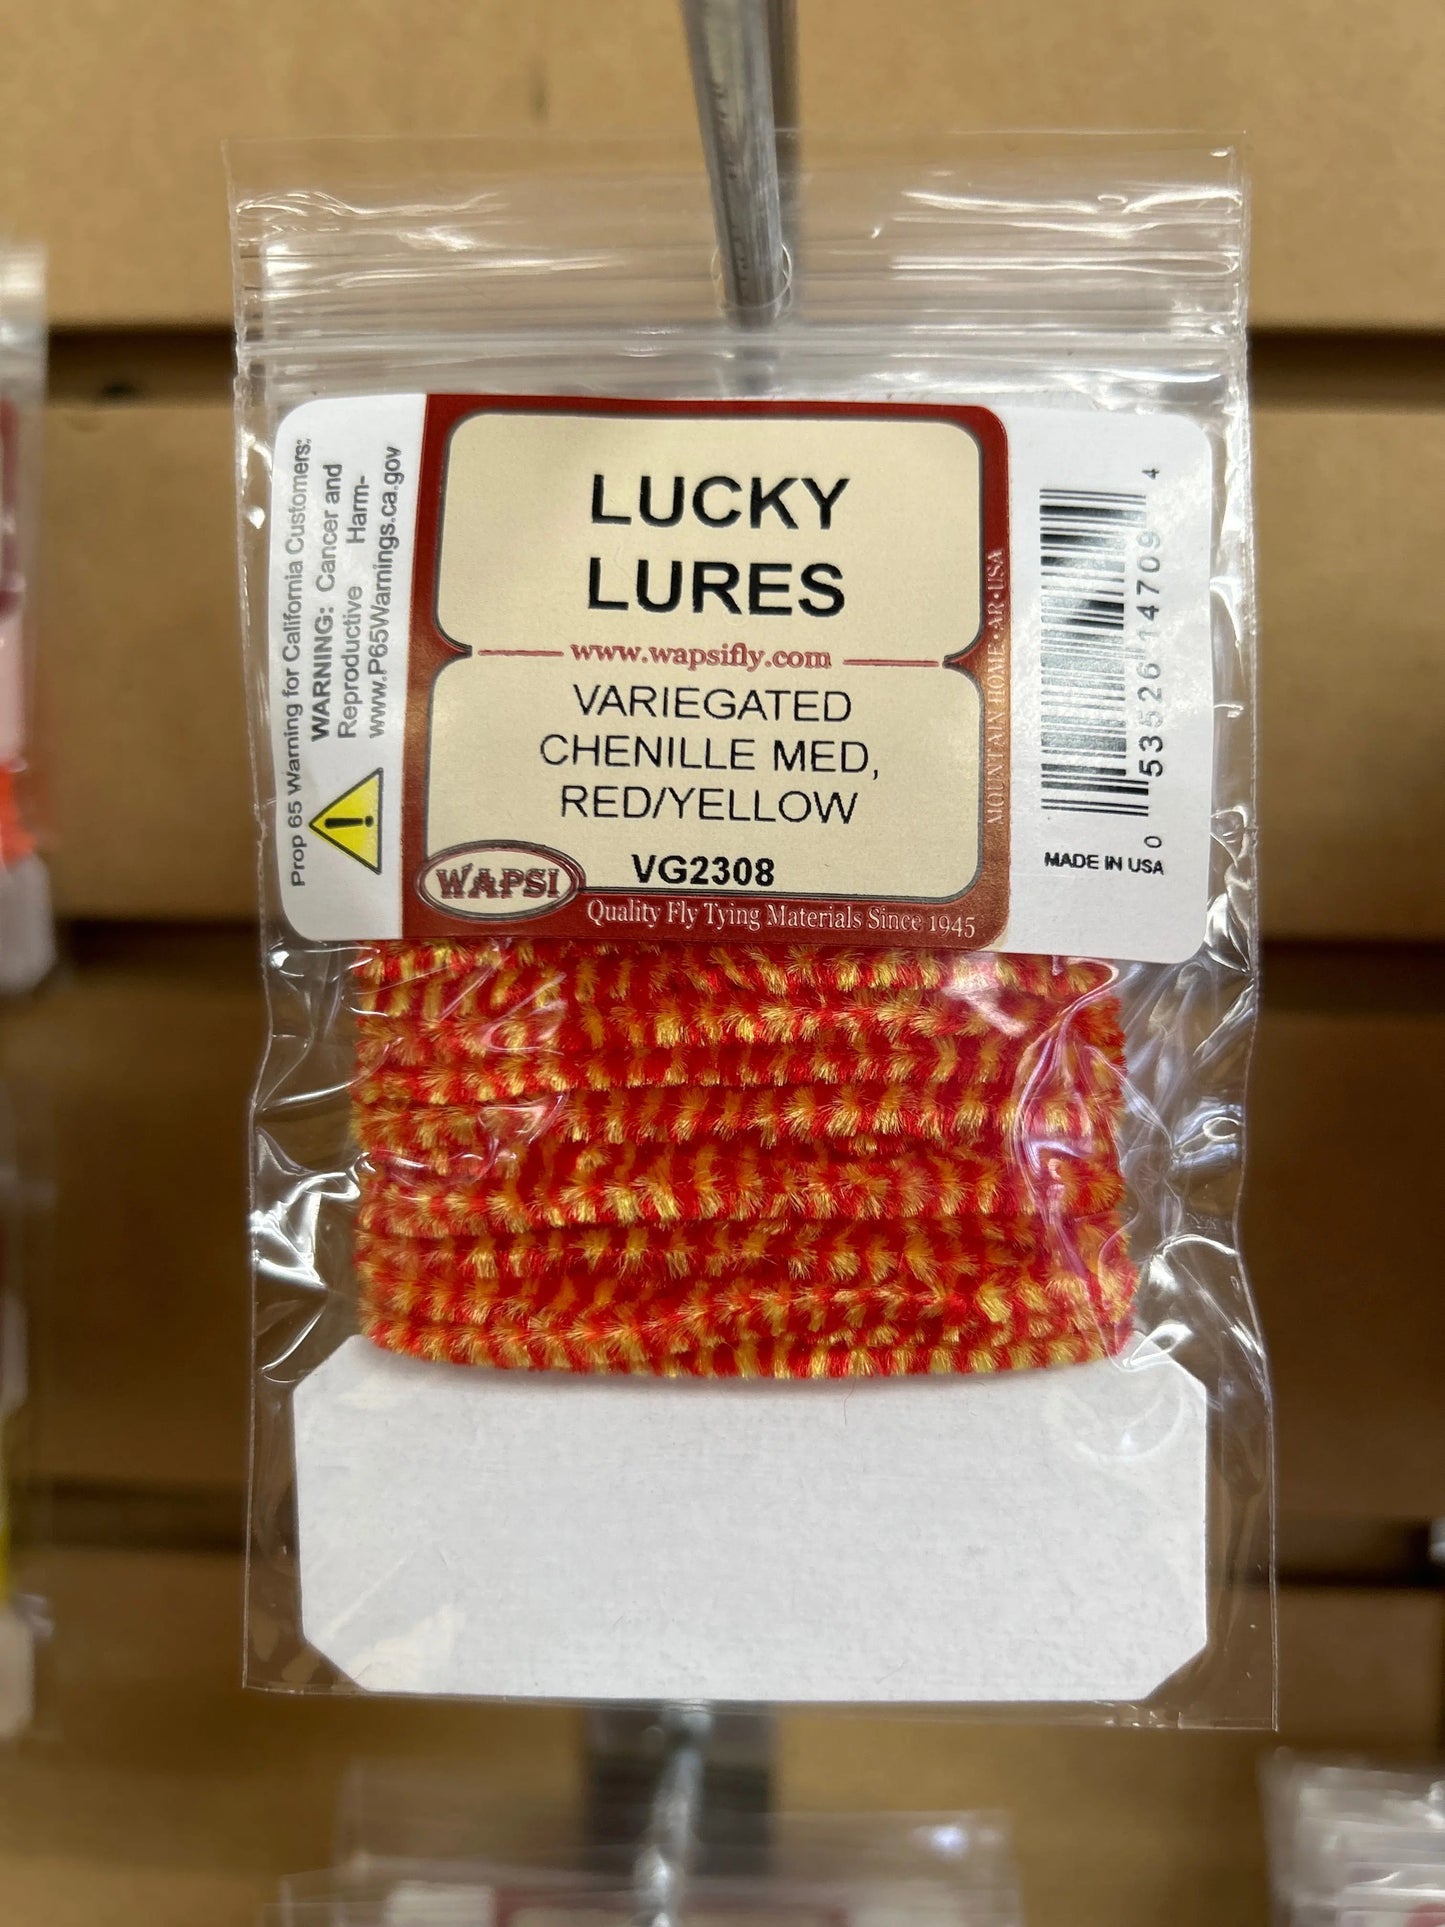 Prop 65 Warning for California Customers:
WARNING: Cancer and
Reproductive Harm-
www.P65Warnings.ca.gov
LUCKY
LURES
www.wapsifly.com
VARIEGATED
CHENILLE MED,
RED/YELLOW
VG2308
WAPSI
Quality Fly Tying Materials Since 1945
MOUNTAIN HOME • AR • USA
0 53526 14709 4
MADE IN USA